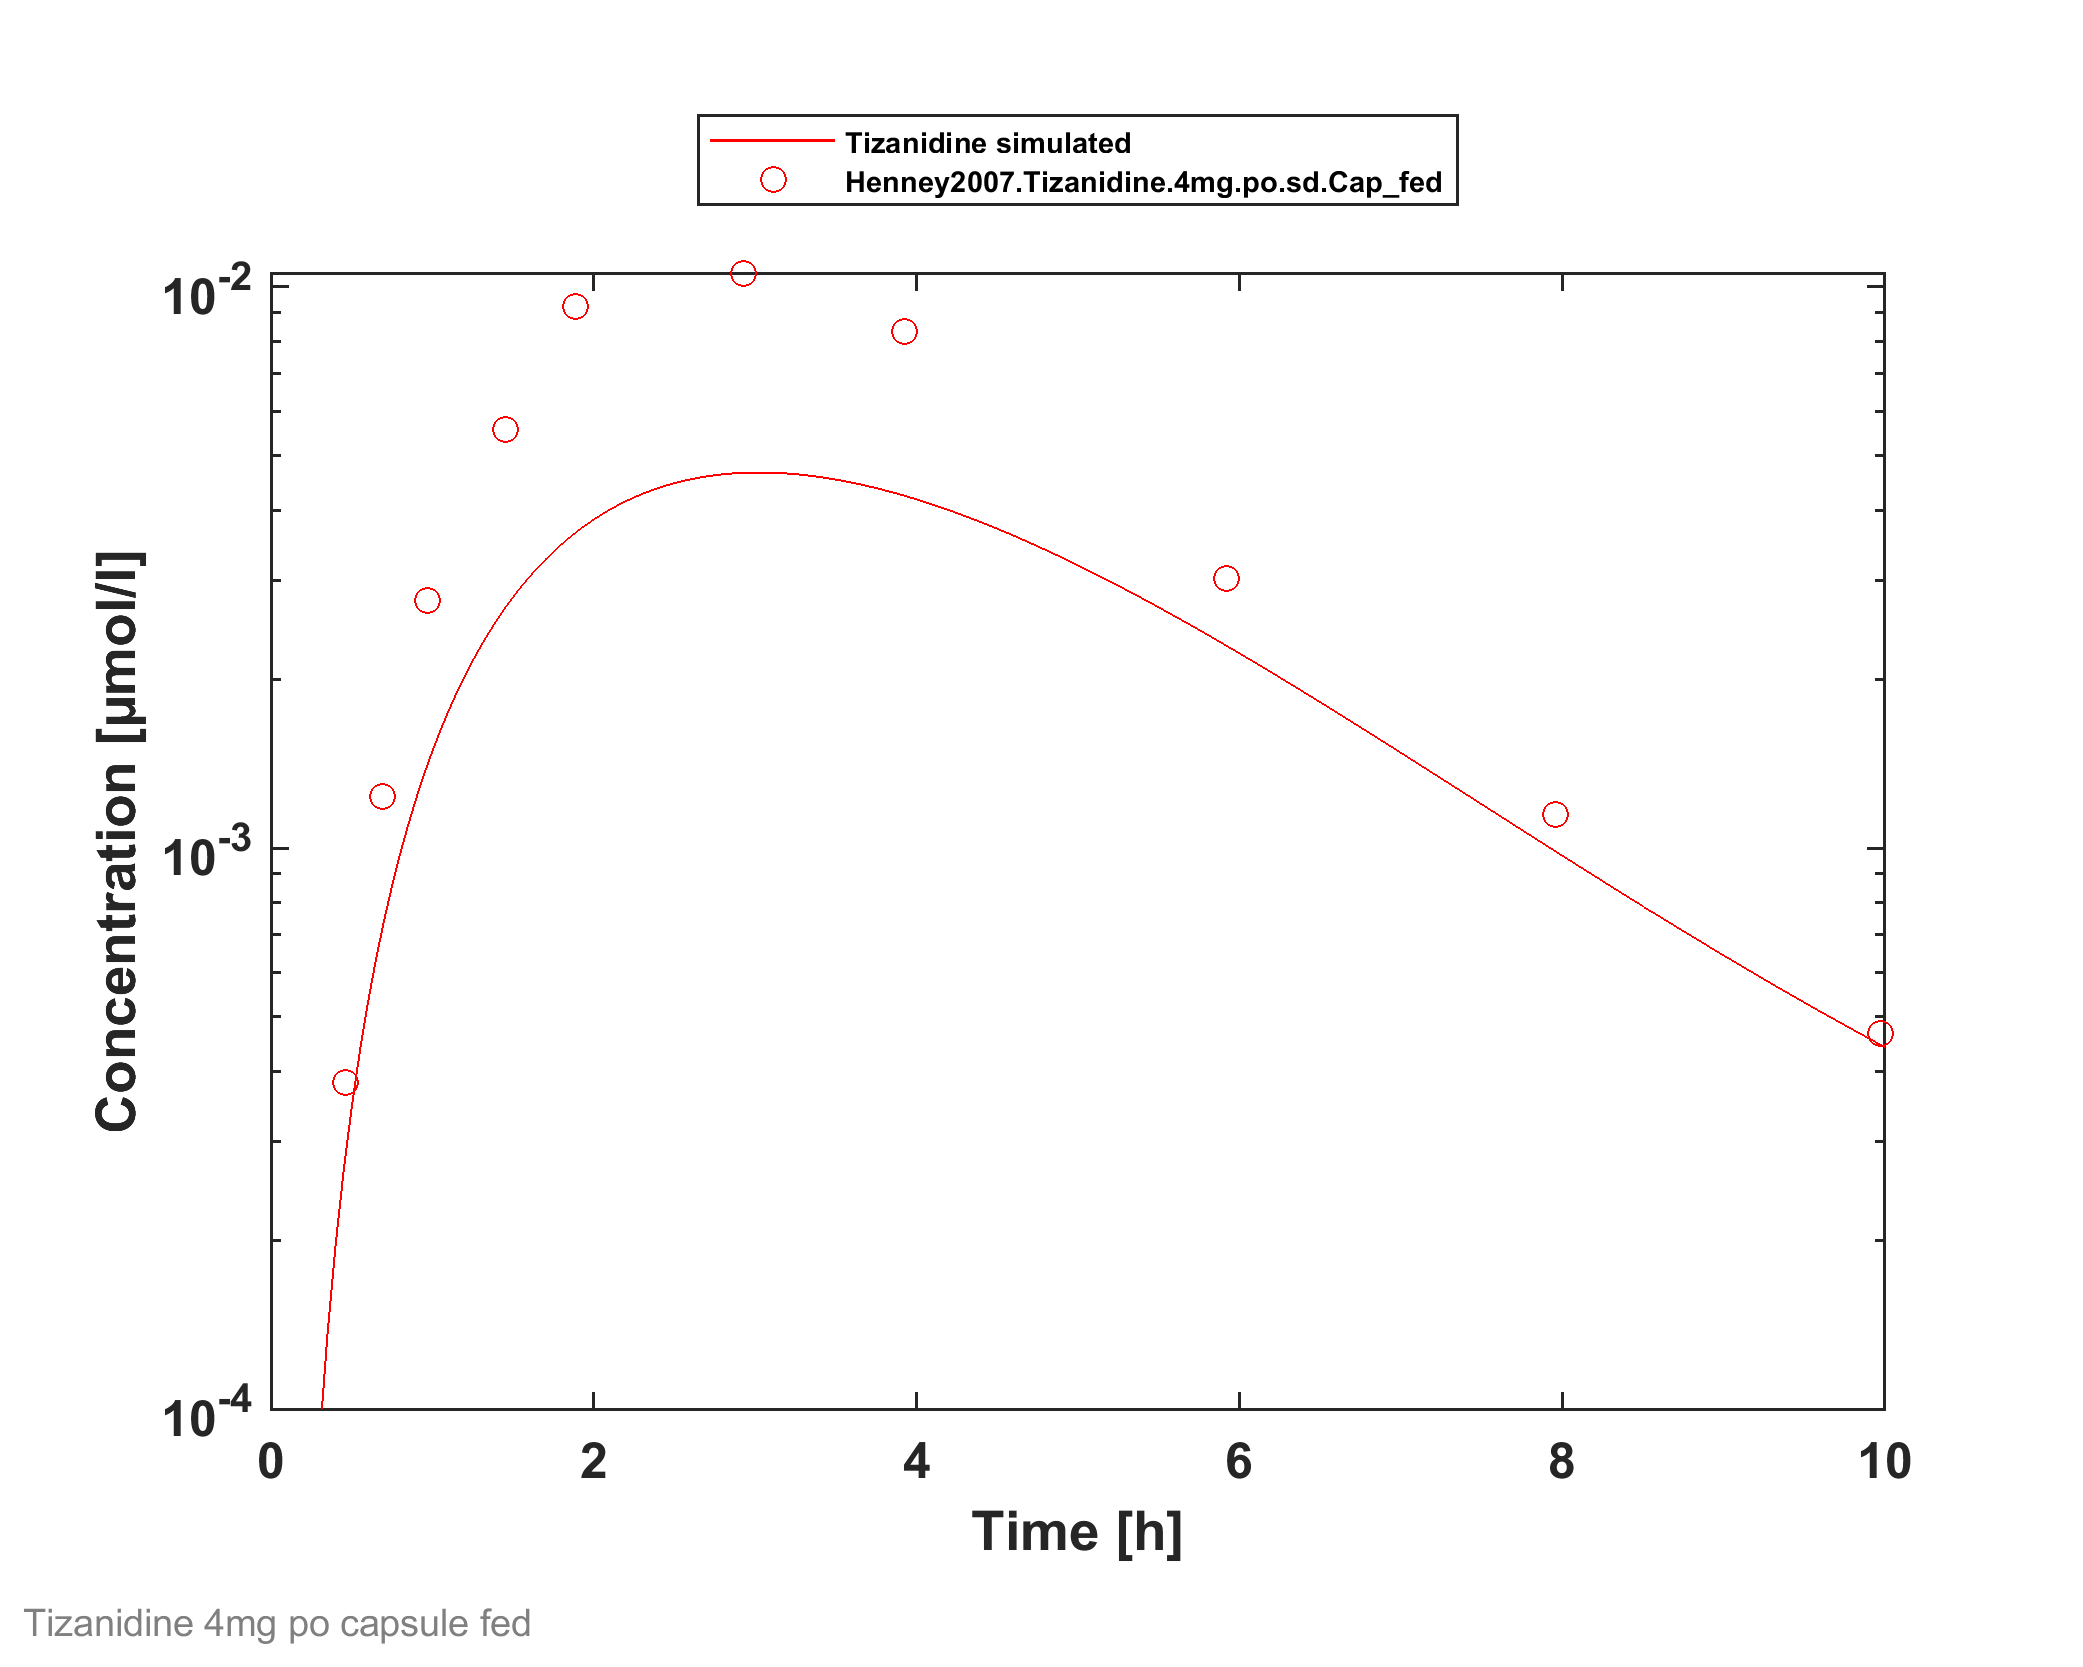 Tizanidine simulated
Henney2007.Tizanidine.4mg.po.sd.Cap_fed
10-2
10-3
10-4
Concentration [µmol/l]
0 2 4 6 8 10
Time [h]
Tizanidine 4mg po capsule fed